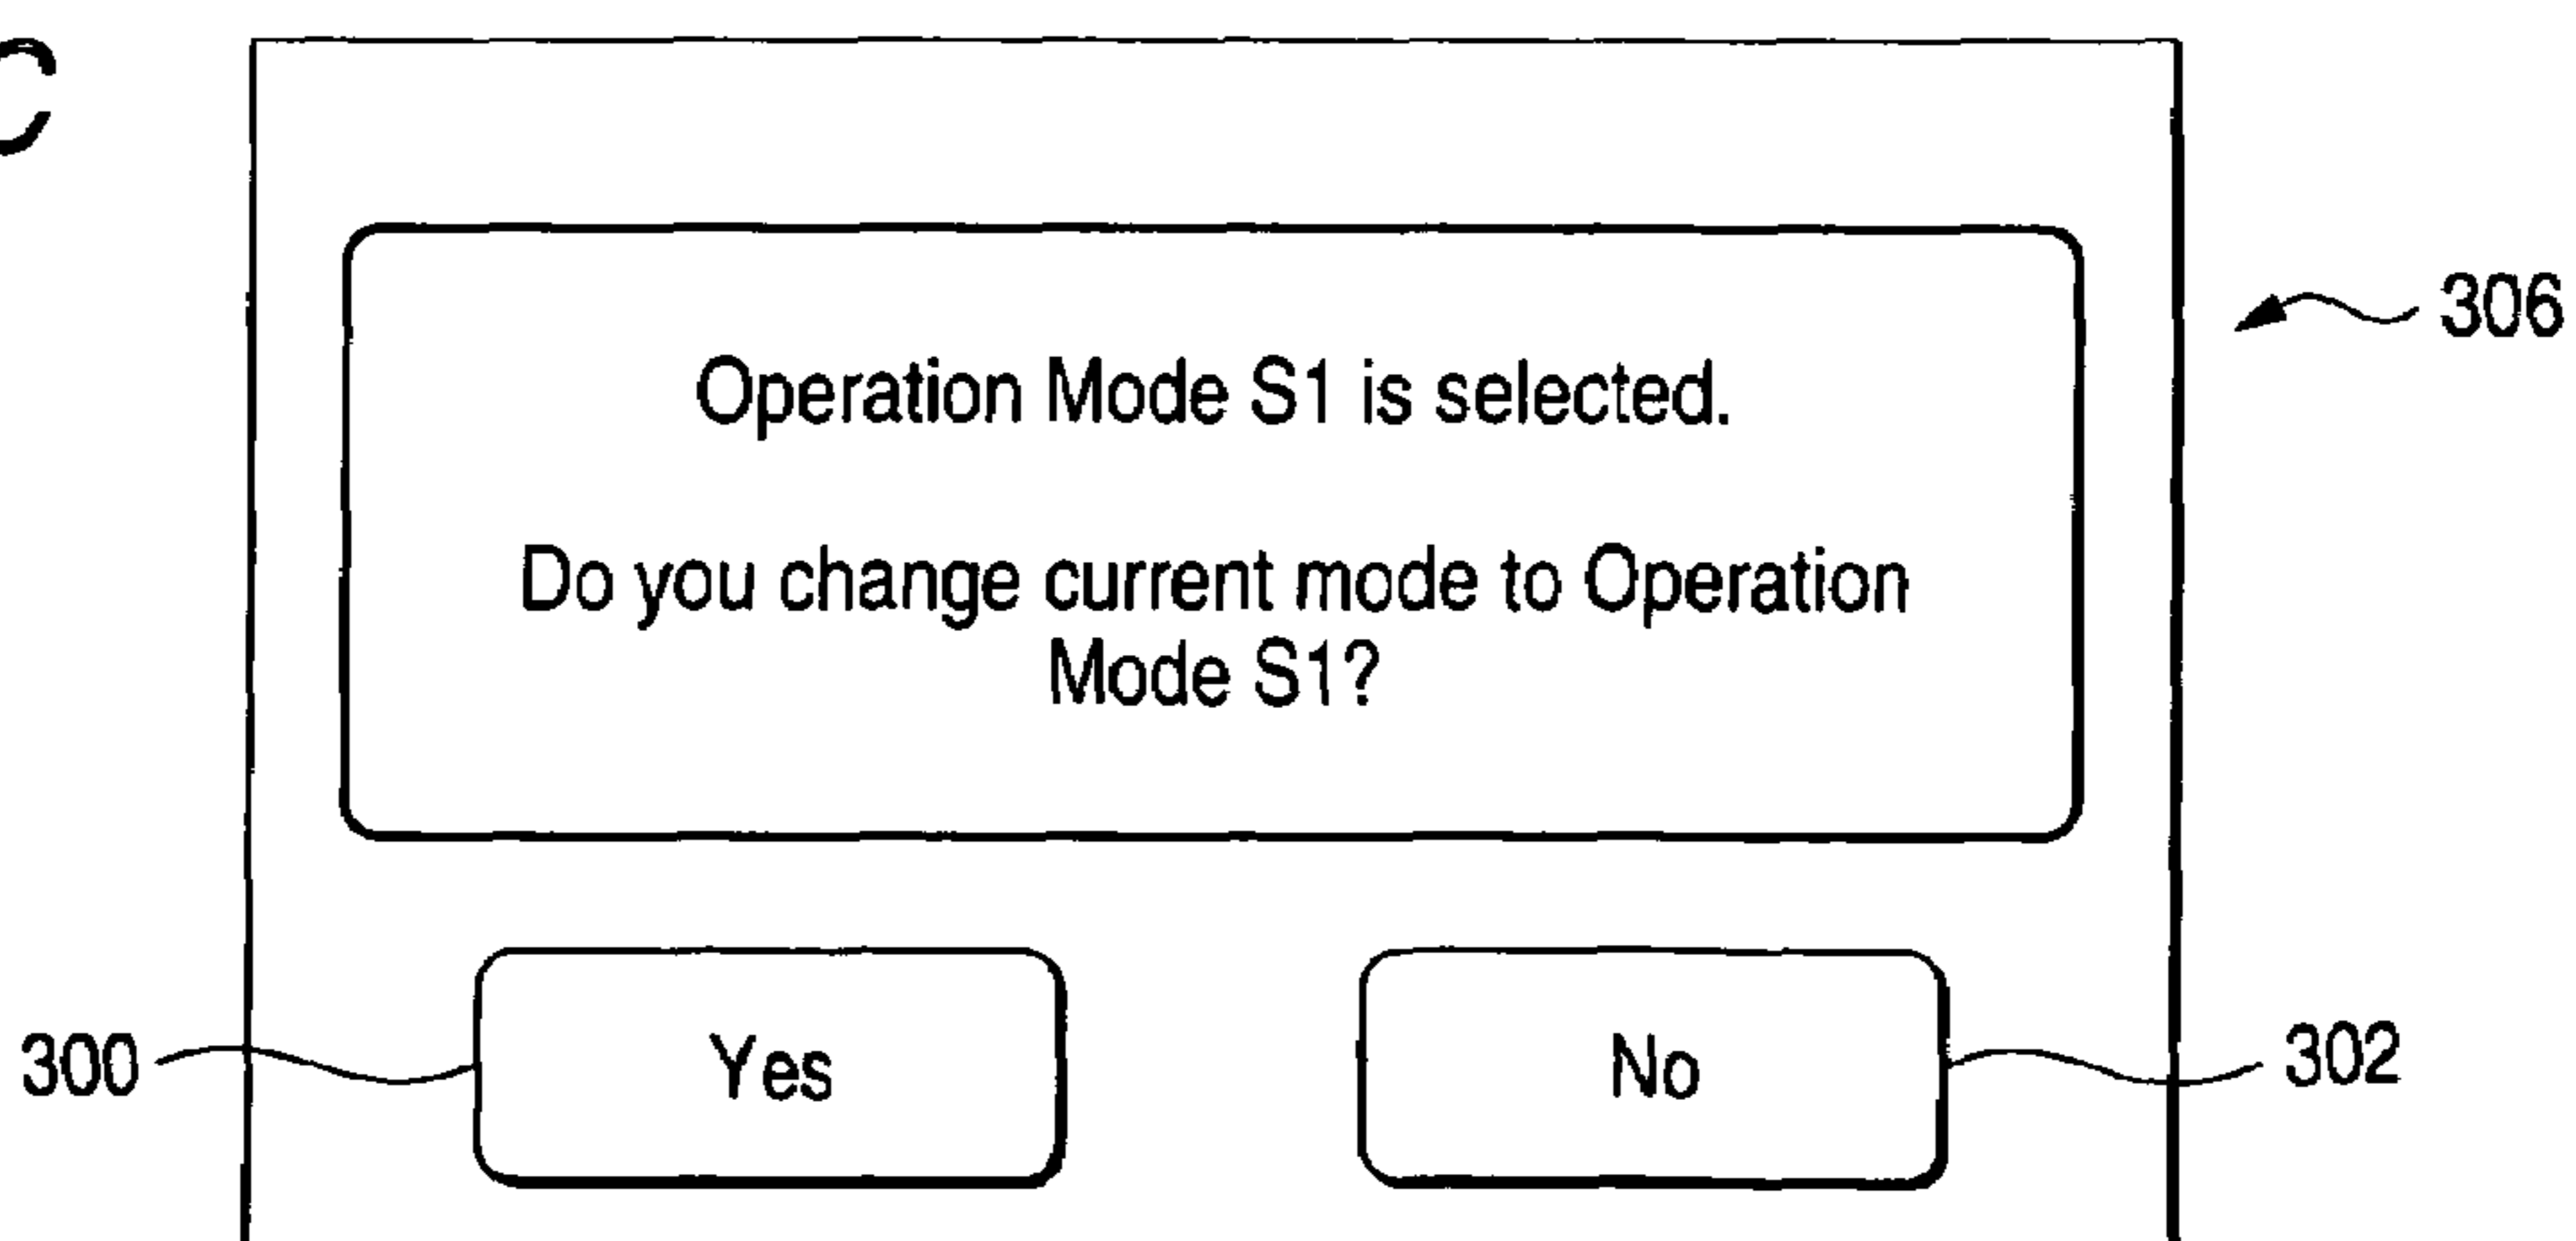 C
306
Operation Mode S1 is selected.
Do you change current mode to Operation
Mode S1?
300
Yes
No
302